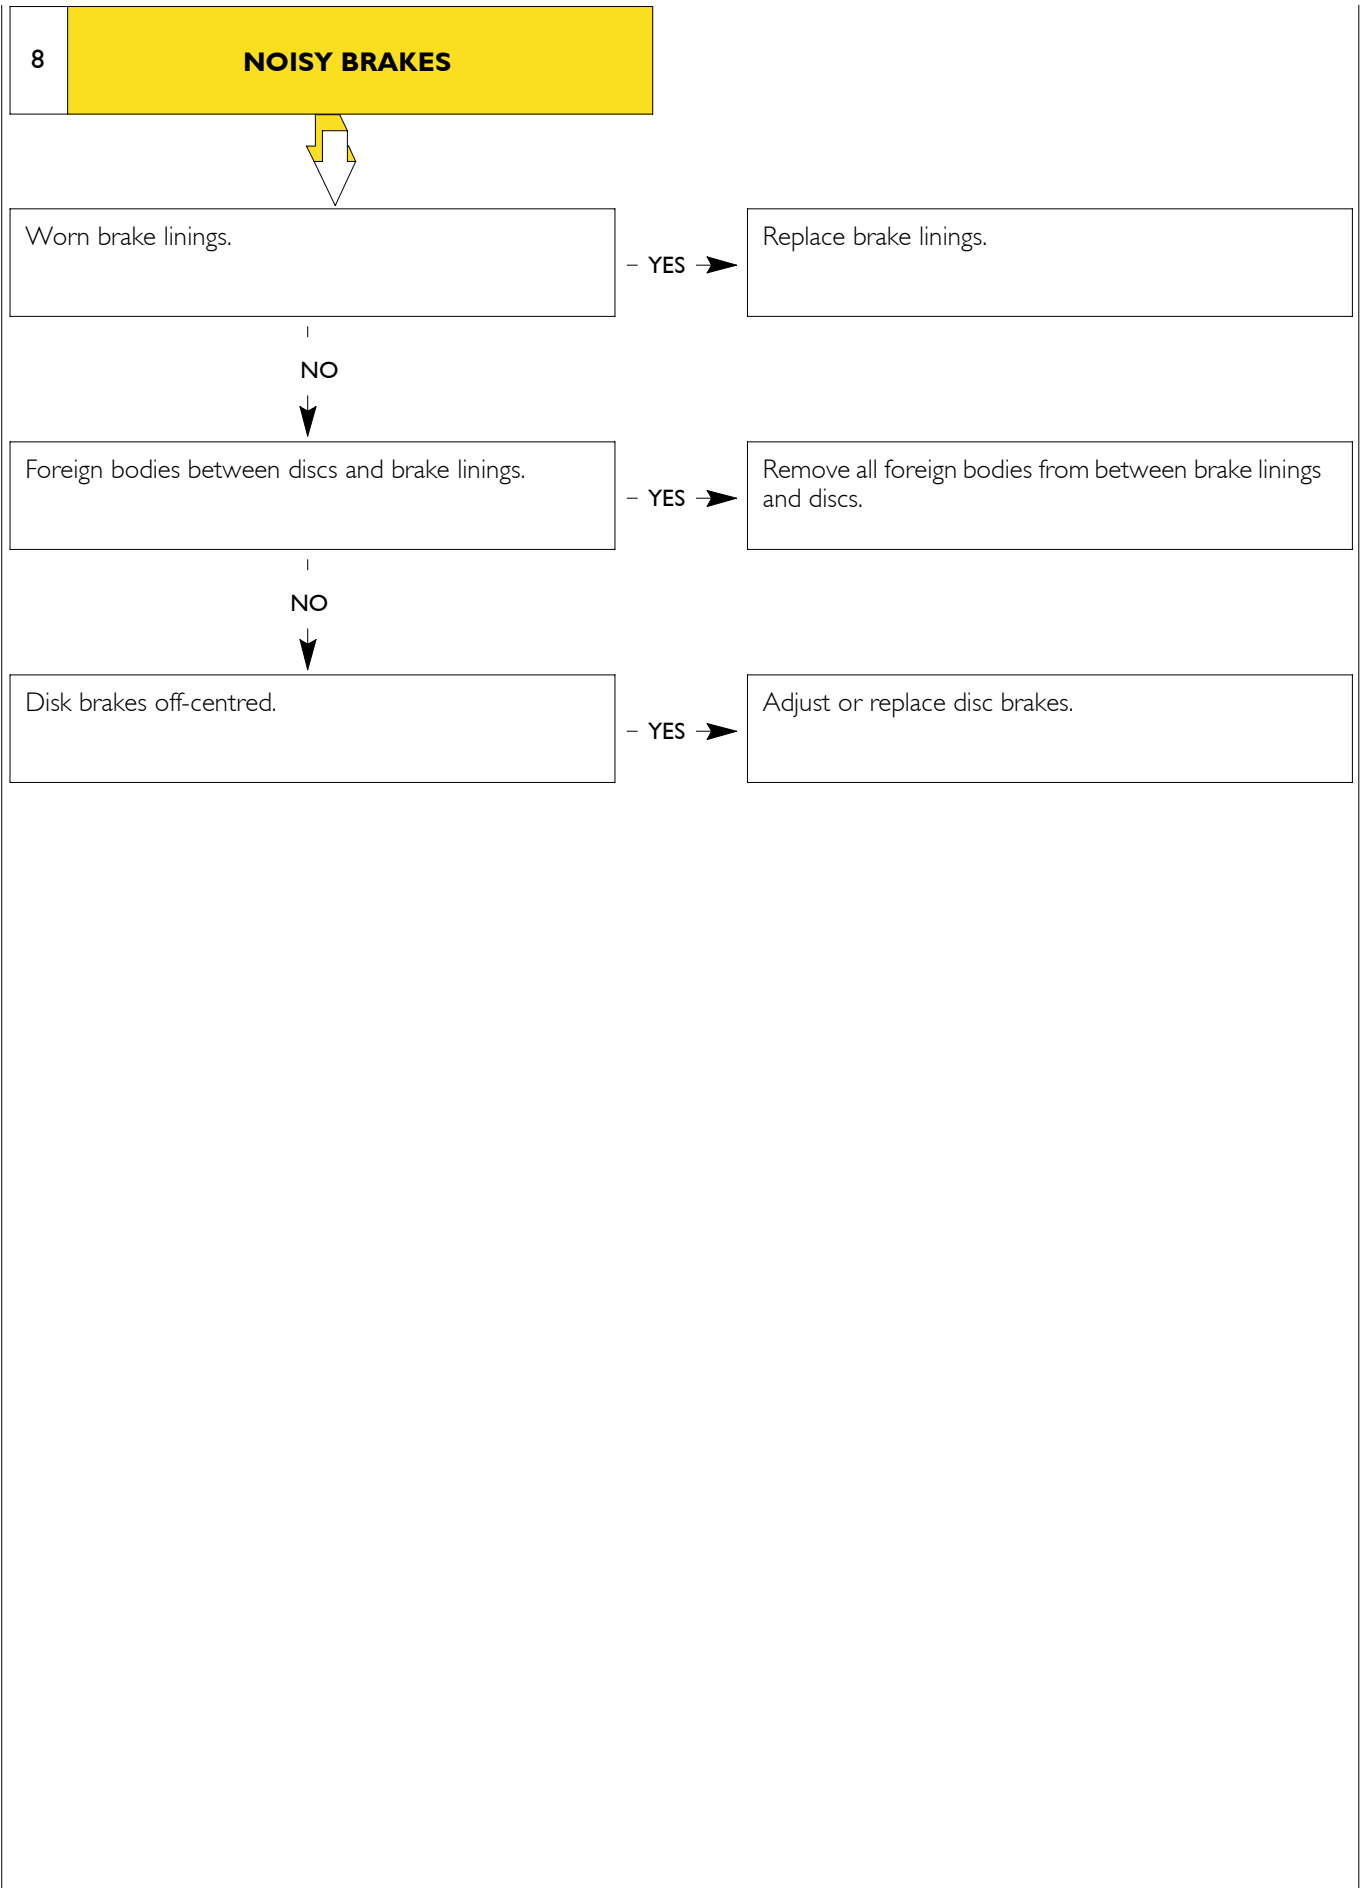 8
NOISY BRAKES
Worn brake linings.
YES
Replace brake linings.
NO
Foreign bodies between discs and brake linings.
YES
Remove all foreign bodies from between brake linings
and discs.
NO
Disk brakes off-centred.
YES
Adjust or replace disc brakes.